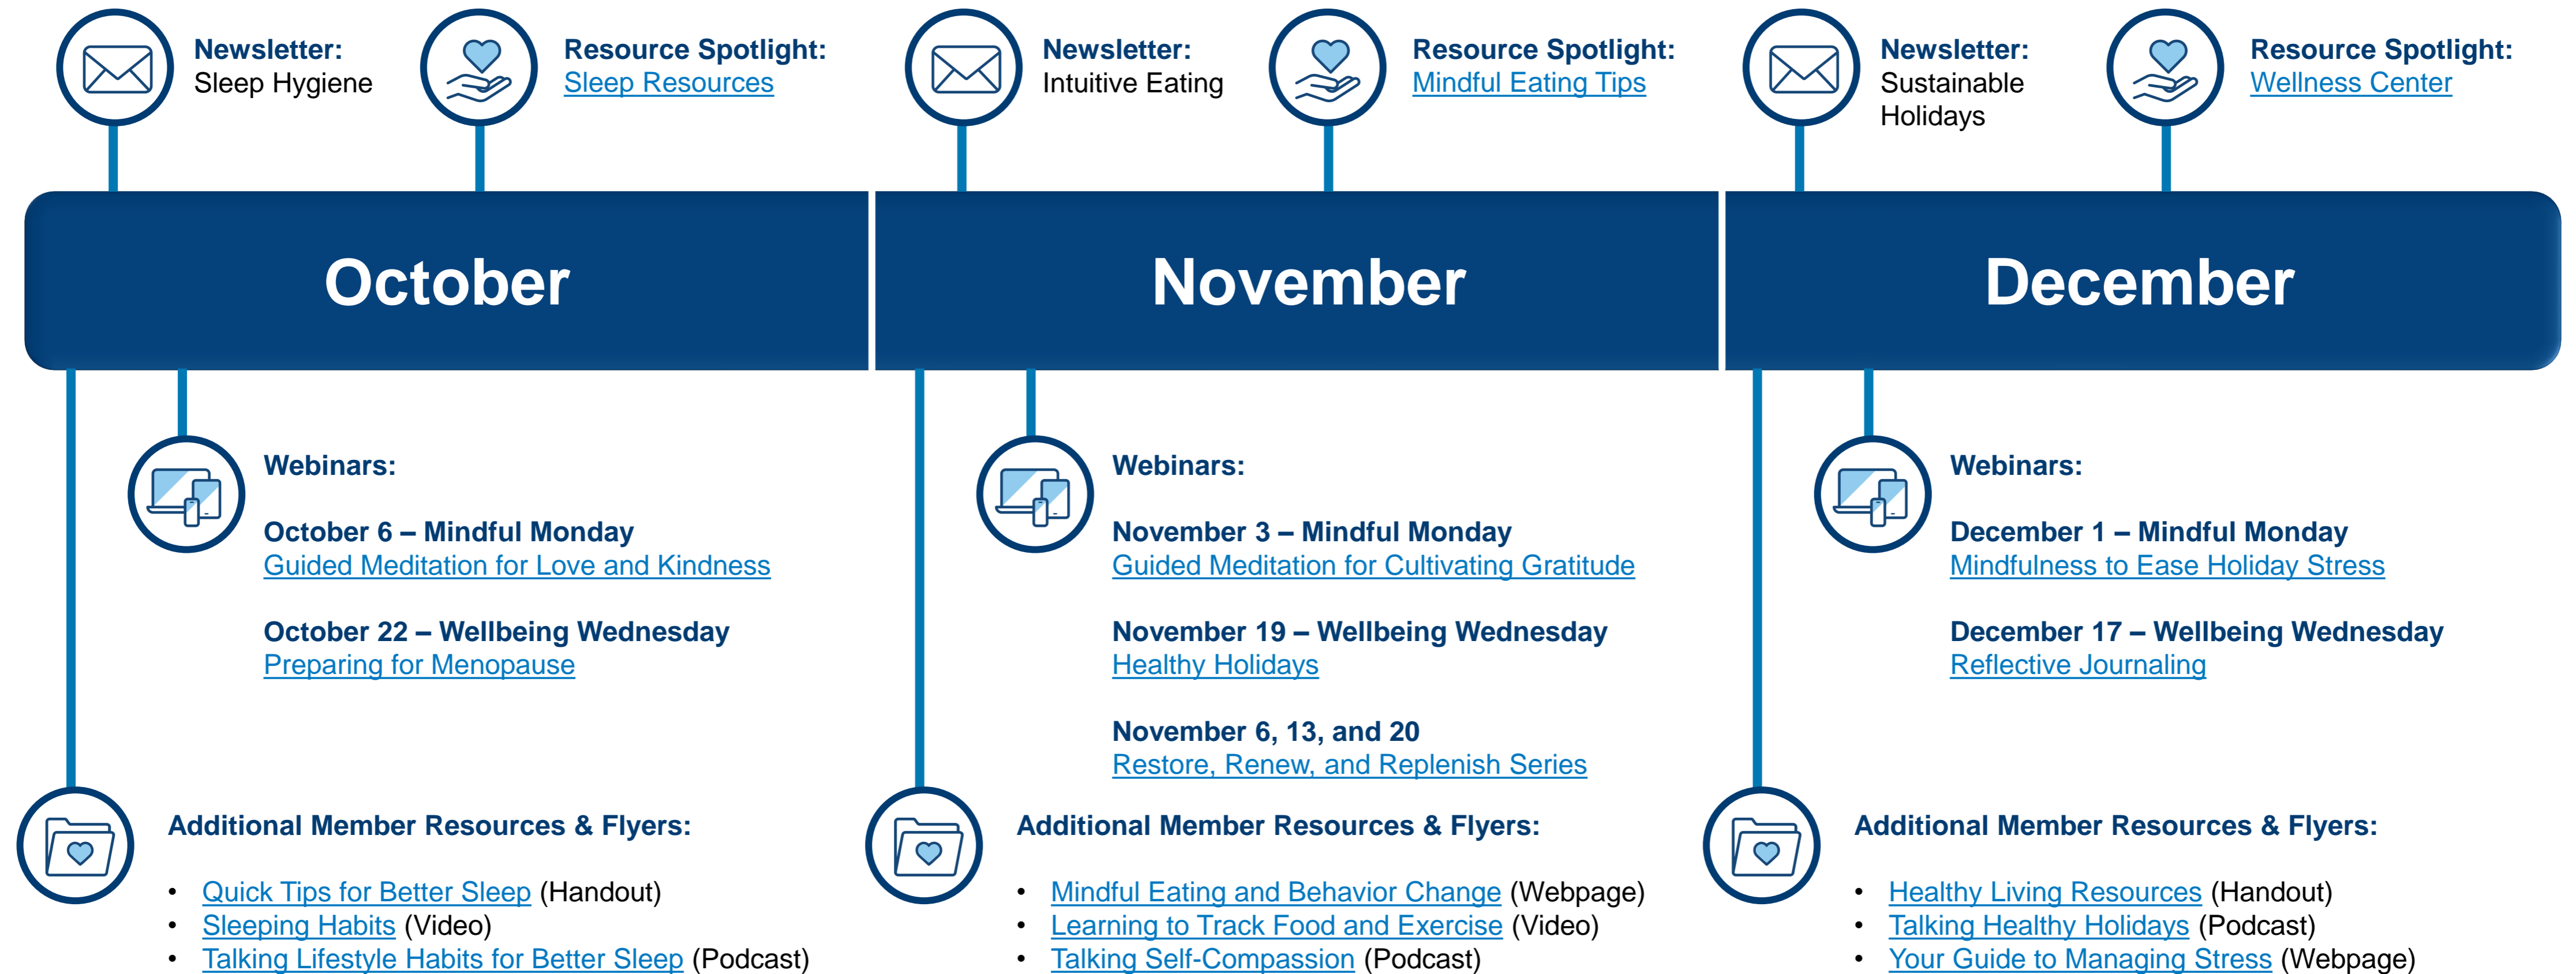 Newsletter:
Sleep Hygiene
Resource Spotlight:
Sleep Resources
Newsletter:
Intuitive Eating
Resource Spotlight:
Mindful Eating Tips
Newsletter:
Sustainable
Holidays
Resource Spotlight:
Wellness Center
October
November
December
Webinars:
October 6 – Mindful Monday
Guided Meditation for Love and Kindness
October 22 – Wellbeing Wednesday
Preparing for Menopause
Additional Member Resources & Flyers:
• Quick Tips for Better Sleep (Handout)
• Sleeping Habits (Video)
• Talking Lifestyle Habits for Better Sleep (Podcast)
Webinars:
November 3 – Mindful Monday
Guided Meditation for Cultivating Gratitude
November 19 – Wellbeing Wednesday
Healthy Holidays
November 6, 13, and 20
Restore, Renew, and Replenish Series
Additional Member Resources & Flyers:
• Mindful Eating and Behavior Change (Webpage)
• Learning to Track Food and Exercise (Video)
• Talking Self-Compassion (Podcast)
Webinars:
December 1 – Mindful Monday
Mindfulness to Ease Holiday Stress
December 17 – Wellbeing Wednesday
Reflective Journaling
Additional Member Resources & Flyers:
• Healthy Living Resources (Handout)
• Talking Healthy Holidays (Podcast)
• Your Guide to Managing Stress (Webpage)